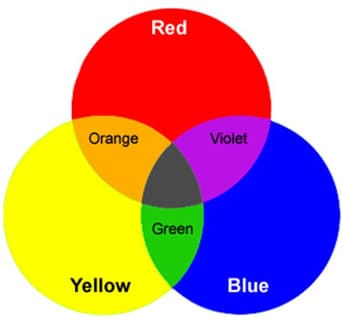 Red
Orange
Violet
Green
Yellow
Blue